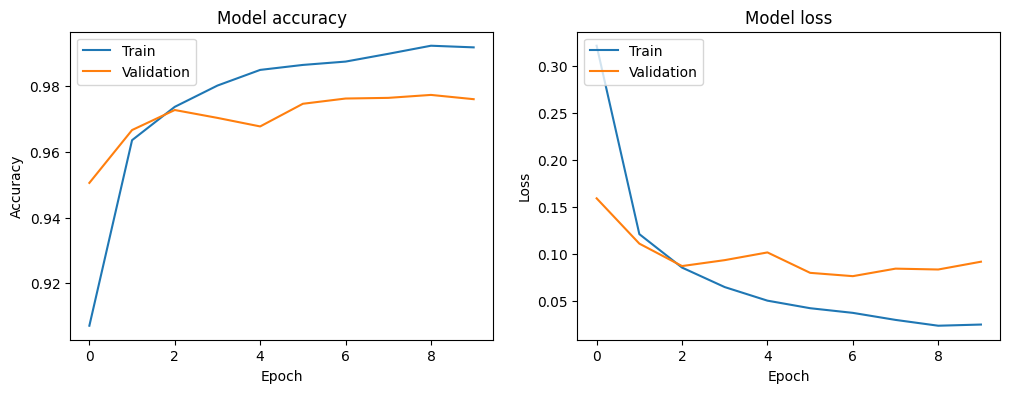 Model accuracy
Train
Validation
0.98
0.96
0.94
0.92
Accuracy
0 2 4 6 8
Epoch
Model loss
Train
Validation
0.30
0.25
0.20
0.15
0.10
0.05
Loss
0 2 4 6 8
Epoch